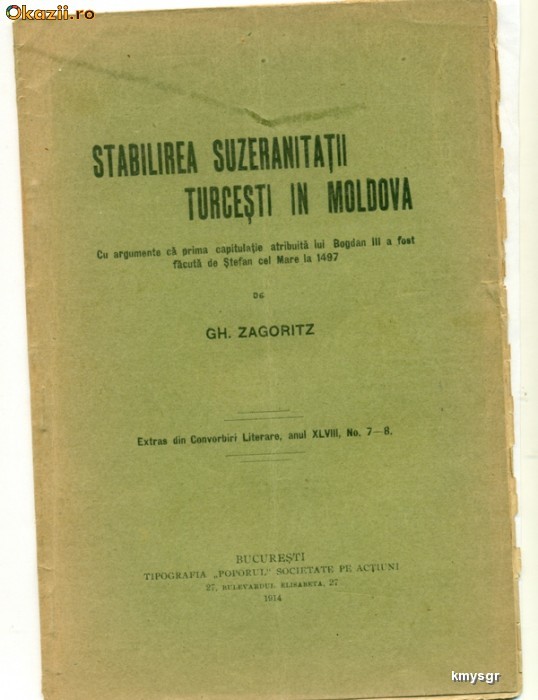 Okazii.ro
STABILIREA SUZERANITAȚII
TURCEȘTI IN MOLDOVA
Cu argumente că prima capitulație atribuită lui Bogdan III a fost
făcută de Ștefan cel Mare la 1497
DE
GH. ZAGORITZ
Extras din Convorbiri Literare, anul XLVIII, No. 7—8.
BUCUREȘTI
TIPOGRAFIA „POPORUL" SOCIETATE PE ACȚIUNI
27, BULEVARDUL ELISABETA, 27
1914
kmysgr